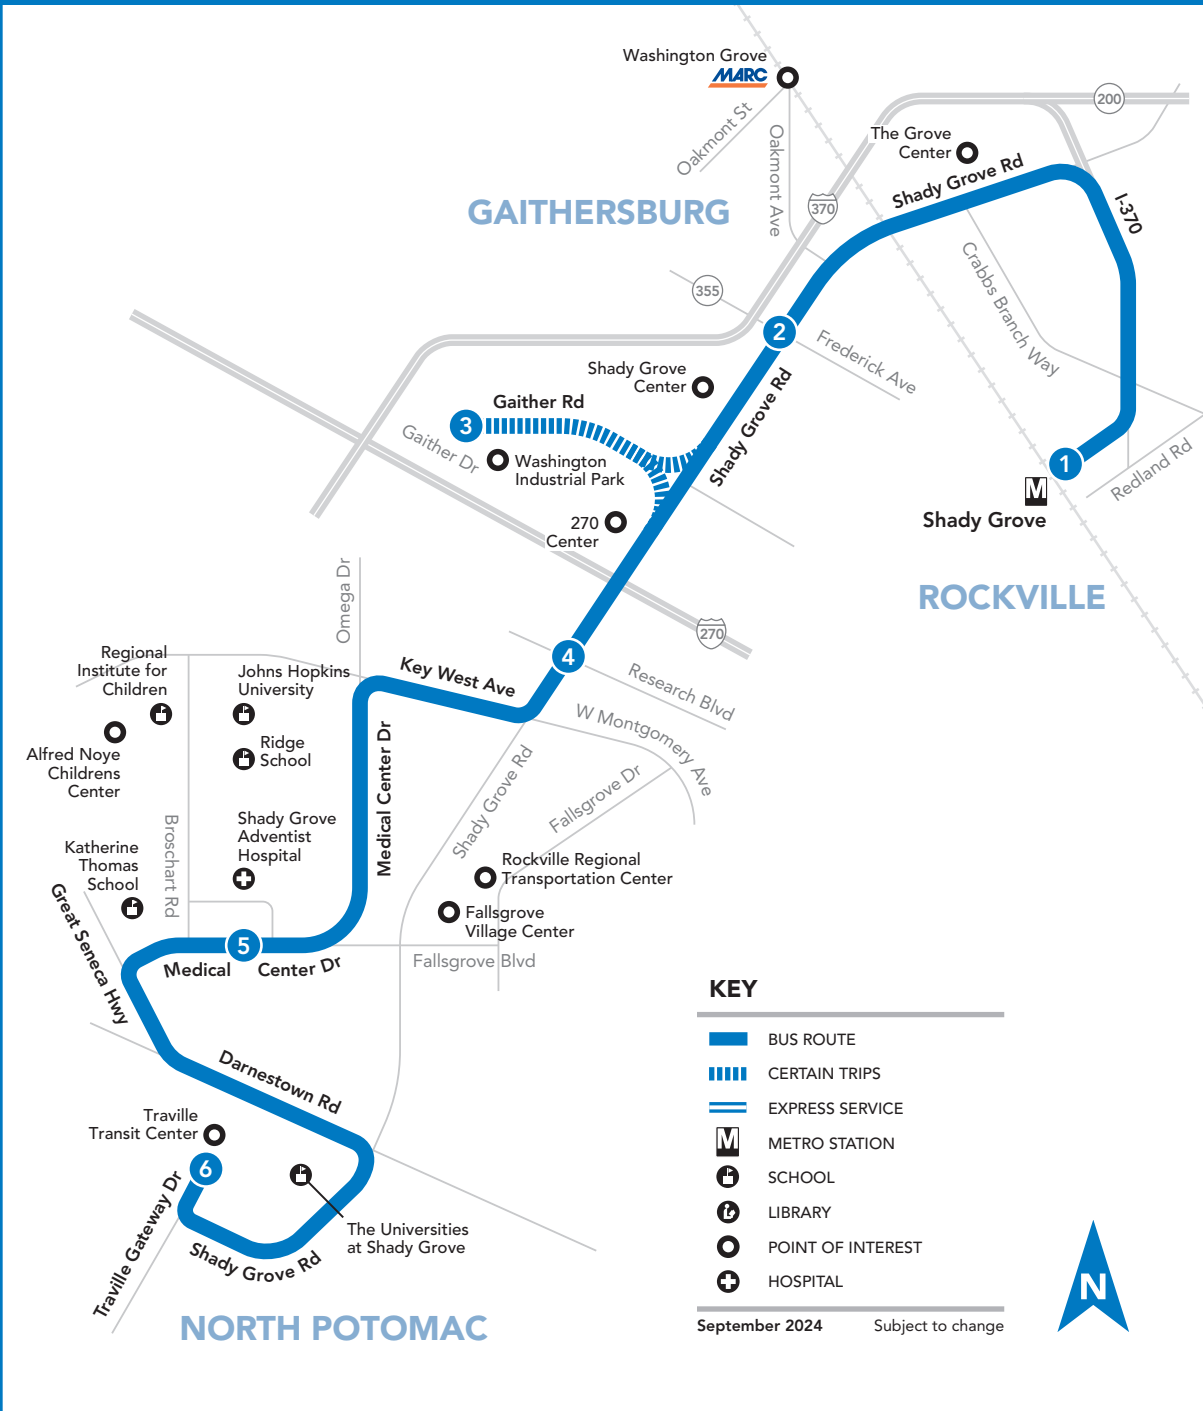 Washington Grove
MARC
200
The Grove
Center
Oakmont St
Oakmont Ave
Shady Grove Rd
I-370
GAITHERSBURG
370
355
Crabbs Branch Way
2
Frederick Ave
Shady Grove
Center
Shady Grove Rd
Gaither Rd
3
Gaither Dr
Washington
Industrial Park
1
M
Redland Rd
Shady Grove
270
Center
ROCKVILLE
Omega Dr
270
4
Regional
Institute for
Children
Johns Hopkins
University
Key West Ave
Research Blvd
W Montgomery Ave
Ridge
School
Alfred Noye
Childrens
Center
Medical Center Dr
Shady Grove Rd
Fallsgrove Dr
Broschart Rd
Shady Grove
Adventist
Hospital
Katherine
Thomas
School
Rockville Regional
Transportation Center
Great Seneca Hwy
Fallsgrove
Village Center
5
Medical Center Dr
Fallsgrove Blvd
Darnestown Rd
Traville
Transit Center
6
Traville Gateway Dr
The Universities
at Shady Grove
Shady Grove Rd
NORTH POTOMAC
KEY
BUS ROUTE
CERTAIN TRIPS
EXPRESS SERVICE
M METRO STATION
SCHOOL
LIBRARY
POINT OF INTEREST
HOSPITAL
September 2024 Subject to change
N